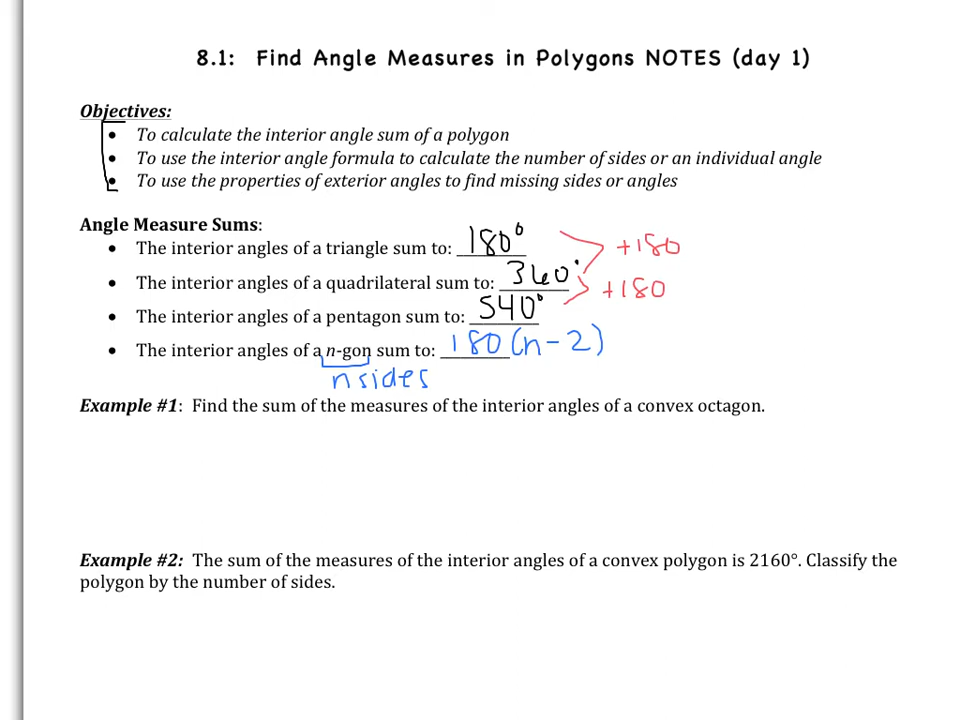 8.1: Find Angle Measures in Polygons NOTES (day 1)
Objectives:
• To calculate the interior angle sum of a polygon
• To use the interior angle formula to calculate the number of sides or an individual angle
• To use the properties of exterior angles to find missing sides or angles
Angle Measure Sums:
• The interior angles of a triangle sum to: 180° +180
• The interior angles of a quadrilateral sum to: 360° +180
• The interior angles of a pentagon sum to: 540°
• The interior angles of a n-gon sum to: 180(n-2)
n sides
Example #1: Find the sum of the measures of the interior angles of a convex octagon.
Example #2: The sum of the measures of the interior angles of a convex polygon is 2160°. Classify the
polygon by the number of sides.